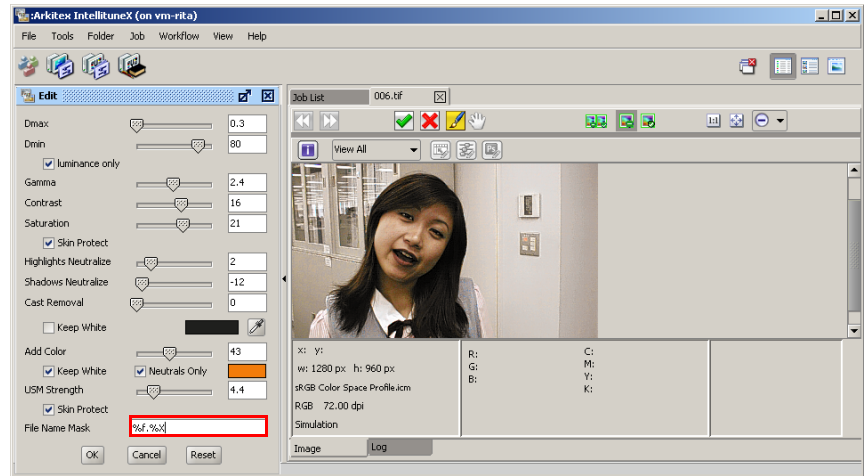 :Arkitex IntellituneX (on vm-rita)
File Tools Folder Job Workflow View Help
Edit
Dmax 0.3
Dmin 80
luminance only
Gamma 2.4
Contrast 16
Saturation 21
Skin Protect
Highlights Neutralize 2
Shadows Neutralize -12
Cast Removal 0
Keep White
Add Color 43
Keep White Neutrals Only
USM Strength 4.4
Skin Protect
File Name Mask %f.%X
OK Cancel Reset
Job List 006.tif
1:1
View All
x: y:
w: 1280 px h: 960 px
sRGB Color Space Profile.icm
RGB 72.00 dpi
Simulation
R:
G:
B:
C:
M:
Y:
K:
Image Log